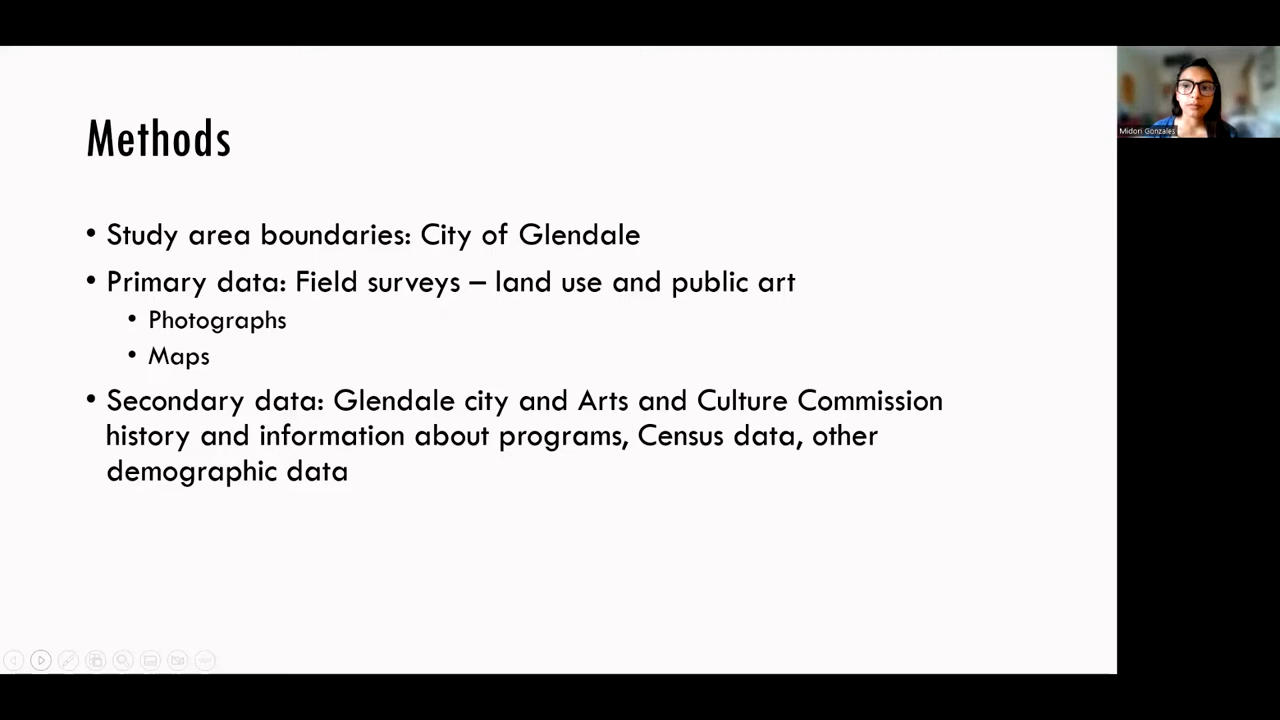 Methods
• Study area boundaries: City of Glendale
• Primary data: Field surveys – land use and public art
• Photographs
• Maps
• Secondary data: Glendale city and Arts and Culture Commission
history and information about programs, Census data, other
demographic data
Midori Gonzales